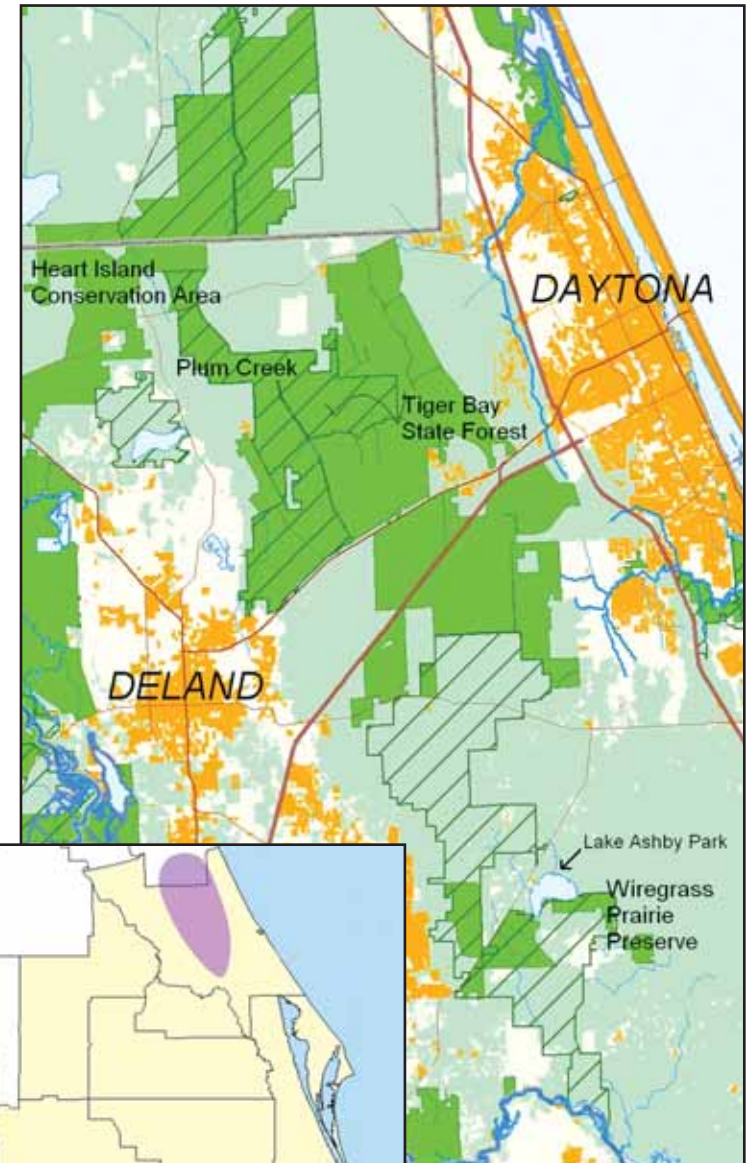 Heart Island
Conservation Area
DAYTONA
Plum Creek
Tiger Bay
State Forest
DELAND
Lake Ashby Park
Wiregrass
Prairie
Preserve